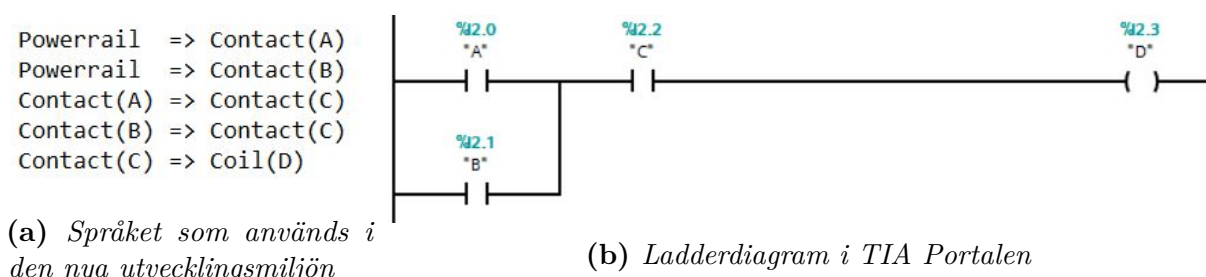 Powerrail => Contact(A)
Powerrail => Contact(B)
Contact(A) => Contact(C)
Contact(B) => Contact(C)
Contact(C) => Coil(D)
(a) Språket som används i
den nya utvecklingsmiljön
%I2.0
"A"
%I2.2
"C"
%I2.3
"D"
%I2.1
"B"
(b) Ladderdiagram i TIA Portalen